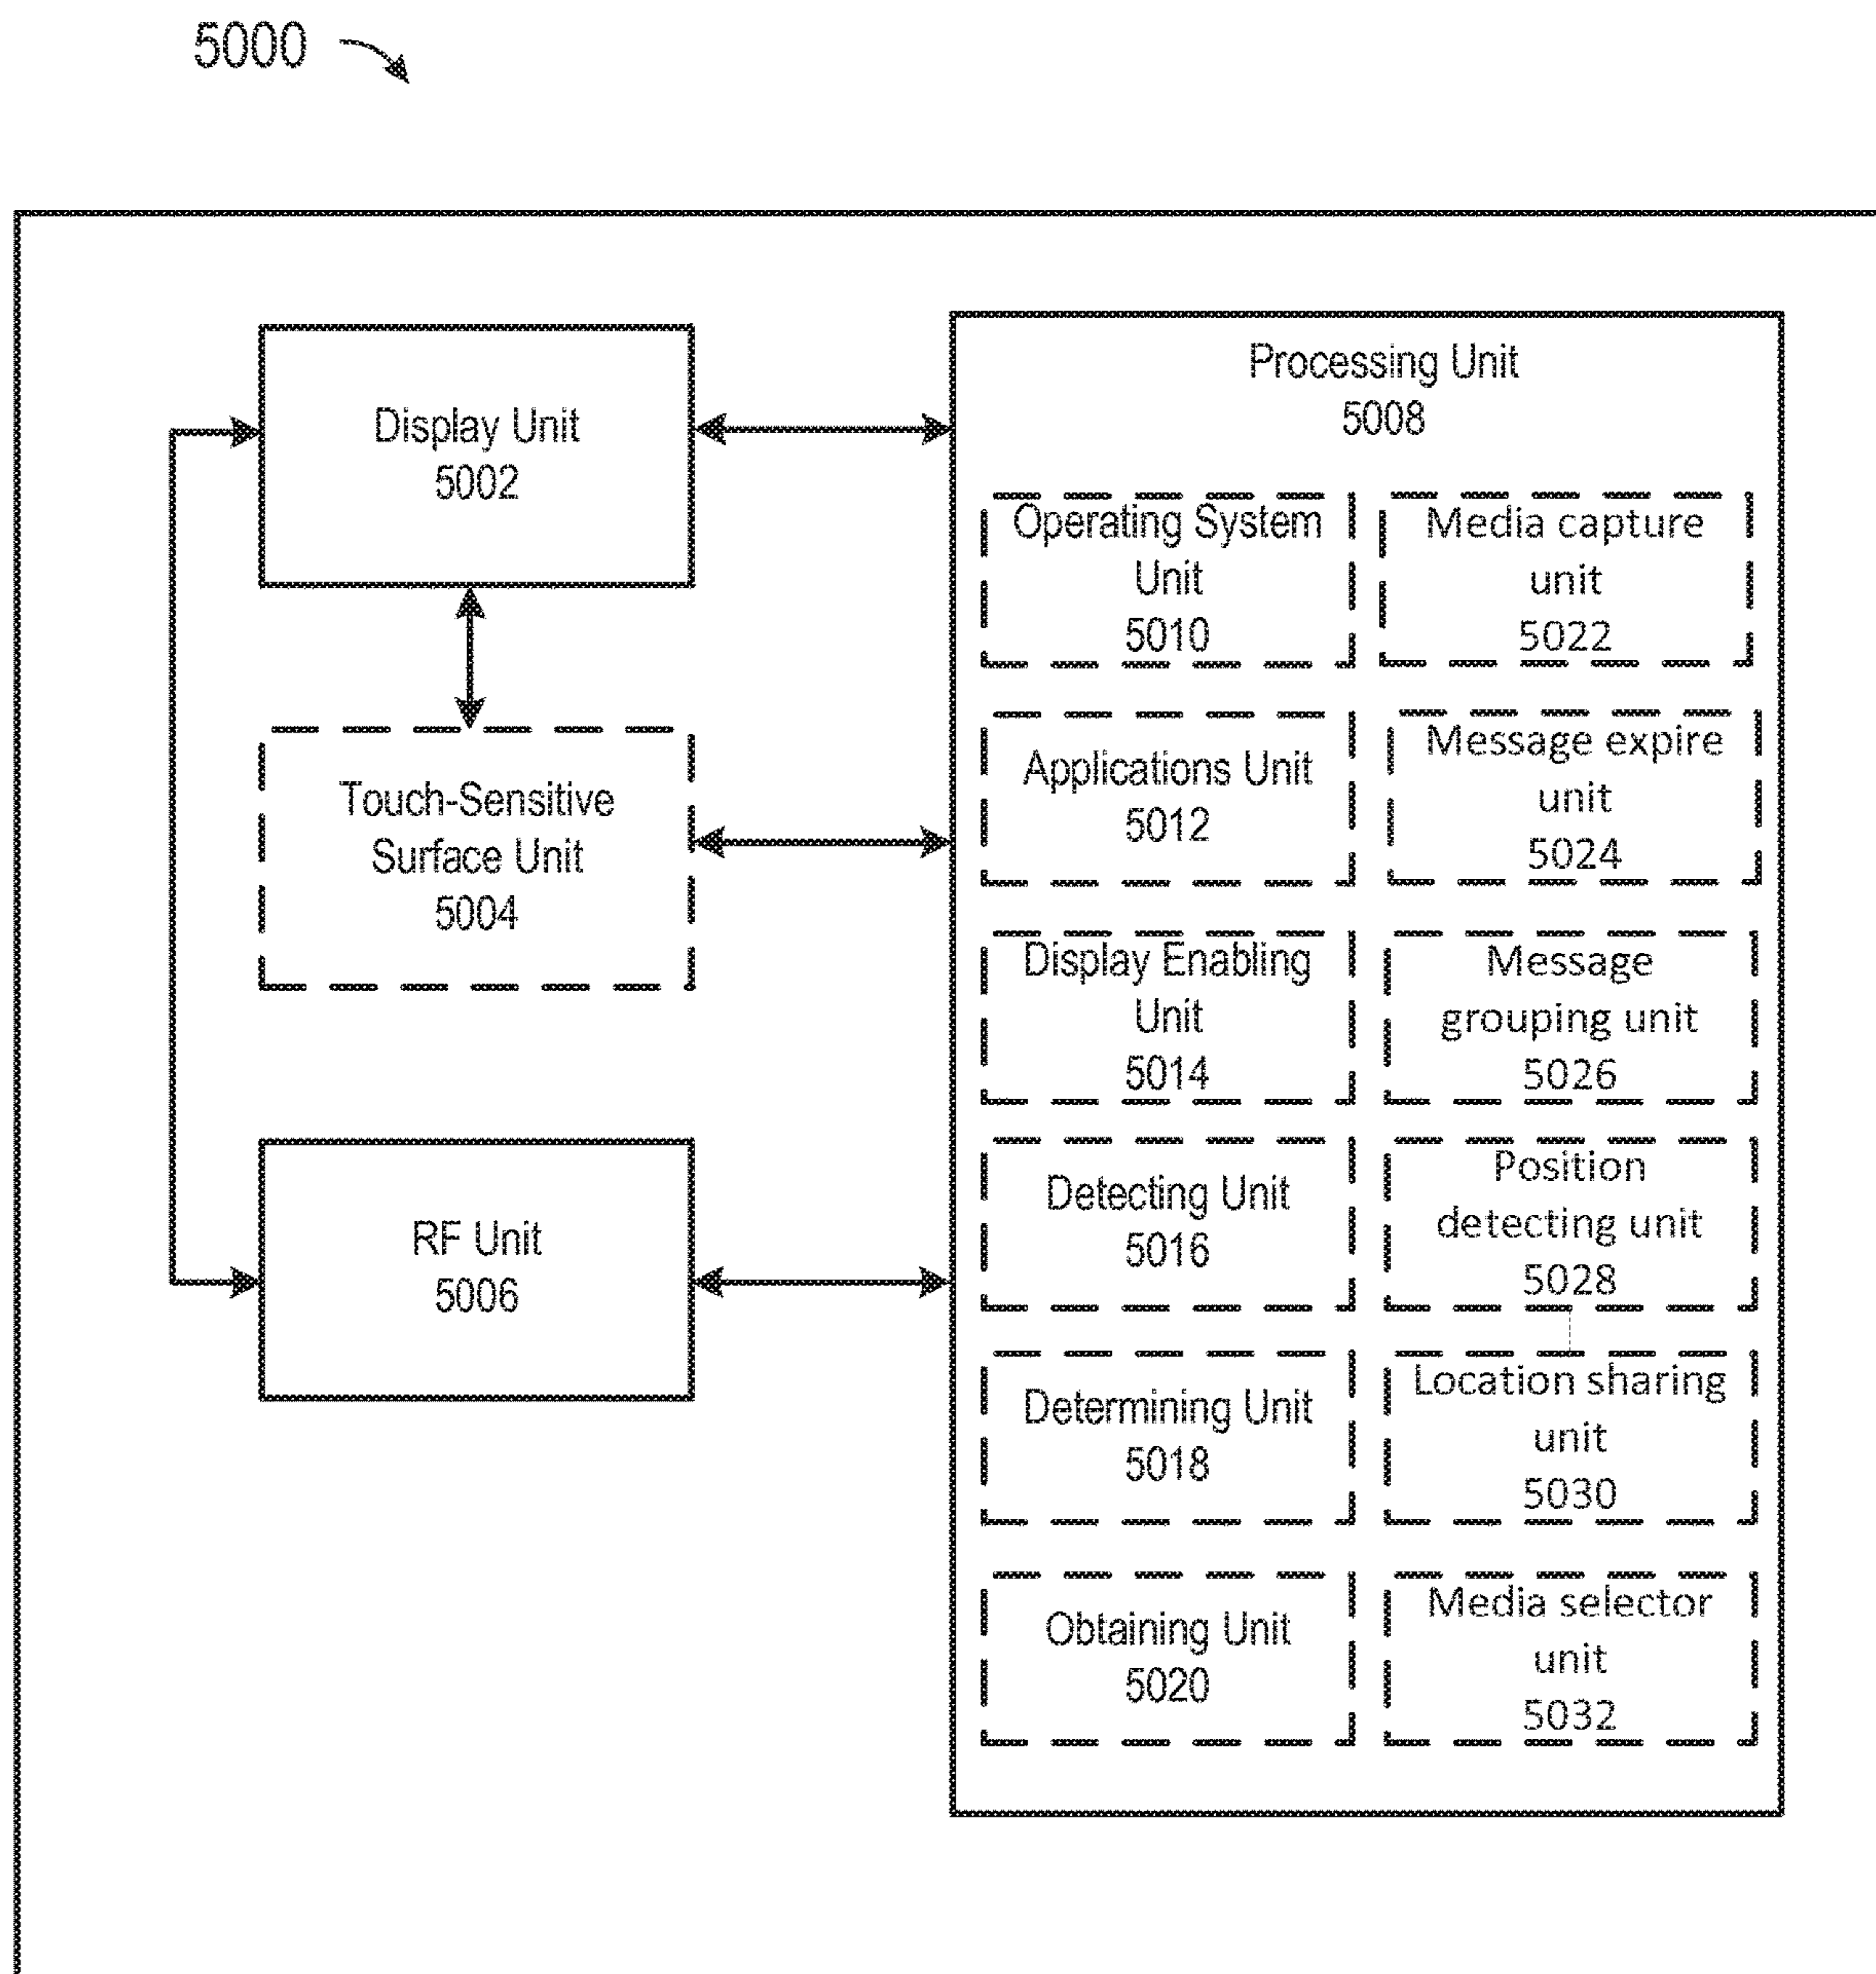 5000
Display Unit
5002
Touch-Sensitive
Surface Unit
5004
RF Unit
5006
Processing Unit
5008
Operating System
Unit
5010
Media capture
unit
5022
Applications Unit
5012
Message expire
unit
5024
Display Enabling
Unit
5014
Message
grouping unit
5026
Detecting Unit
5016
Position
detecting unit
5028
Determining Unit
5018
Location sharing
unit
5030
Obtaining Unit
5020
Media selector
unit
5032